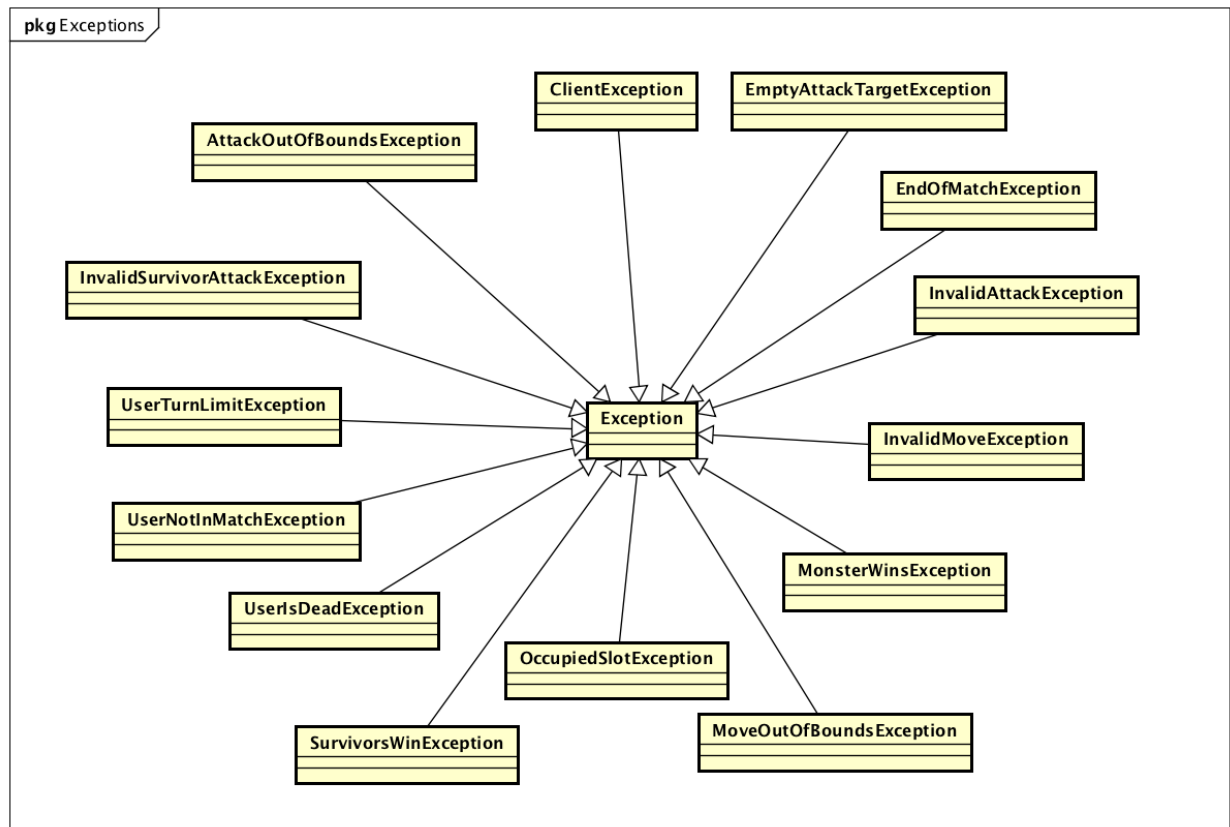 pkg Exceptions
ClientException
EmptyAttackTargetException
AttackOutOfBoundsException
EndOfMatchException
InvalidSurvivorAttackException
InvalidAttackException
UserTurnLimitException
Exception
InvalidMoveException
UserNotInMatchException
MonsterWinsException
UserIsDeadException
OccupiedSlotException
MoveOutOfBoundsException
SurvivorsWinException